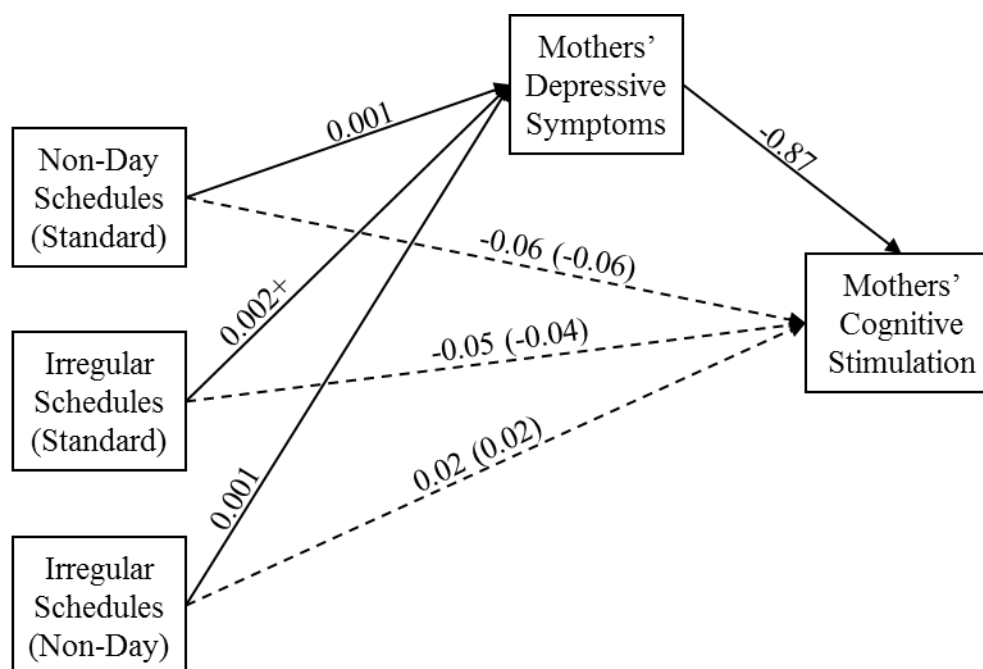 Mothers’
Depressive
Symptoms
0.001
-0.87
Non-Day
Schedules
(Standard)
-0.06 (-0.06)
Mothers’
Cognitive
Stimulation
0.002+
-0.05 (-0.04)
Irregular
Schedules
(Standard)
0.02 (0.02)
0.001
Irregular
Schedules
(Non-Day)